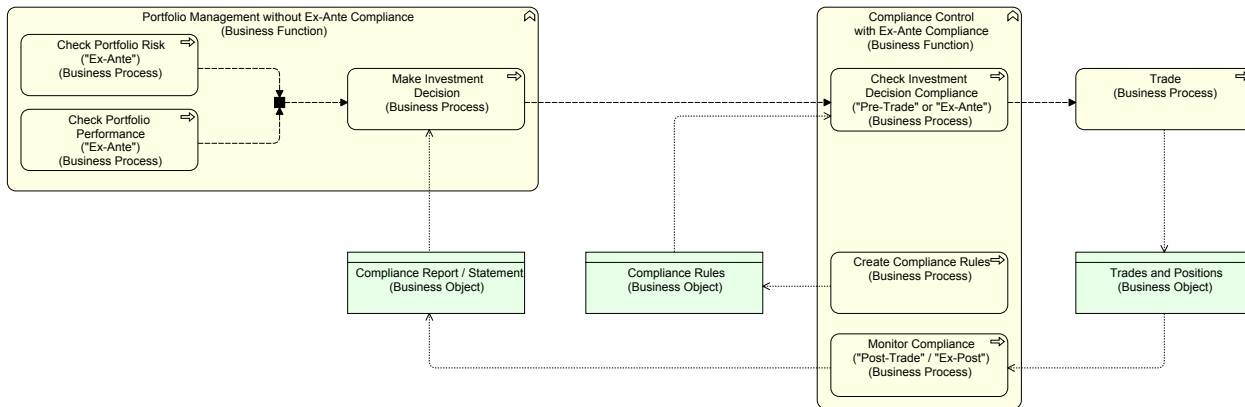 Portfolio Management without Ex-Ante Compliance
(Business Function)
Check Portfolio Risk
("Ex-Ante")
(Business Process)
Check Portfolio
Performance
("Ex-Ante")
(Business Process)
Make Investment
Decision
(Business Process)
Compliance Control
with Ex-Ante Compliance
(Business Function)
Check Investment
Decision Compliance
("Pre-Trade" or "Ex-Ante")
(Business Process)
Trade
(Business Process)
Compliance Report / Statement
(Business Object)
Compliance Rules
(Business Object)
Create Compliance Rules
(Business Process)
Trades and Positions
(Business Object)
Monitor Compliance
("Post-Trade" / "Ex-Post")
(Business Process)